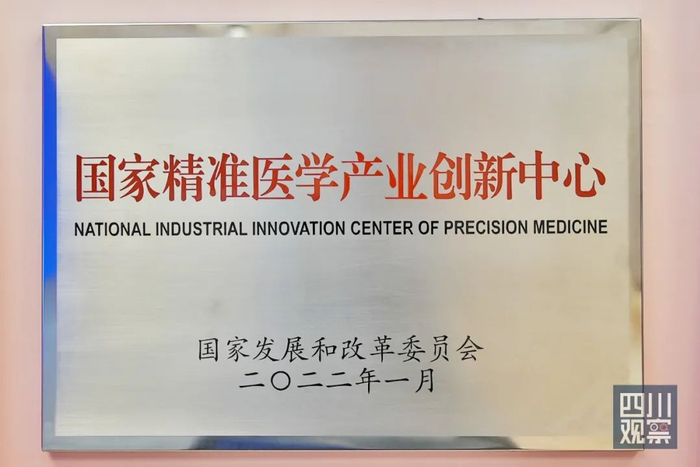 国家精准医学产业创新中心
NATIONAL INDUSTRIAL INNOVATION CENTER OF PRECISION MEDICINE
国家发展和改革委员会
二〇二二年一月
四川
观察